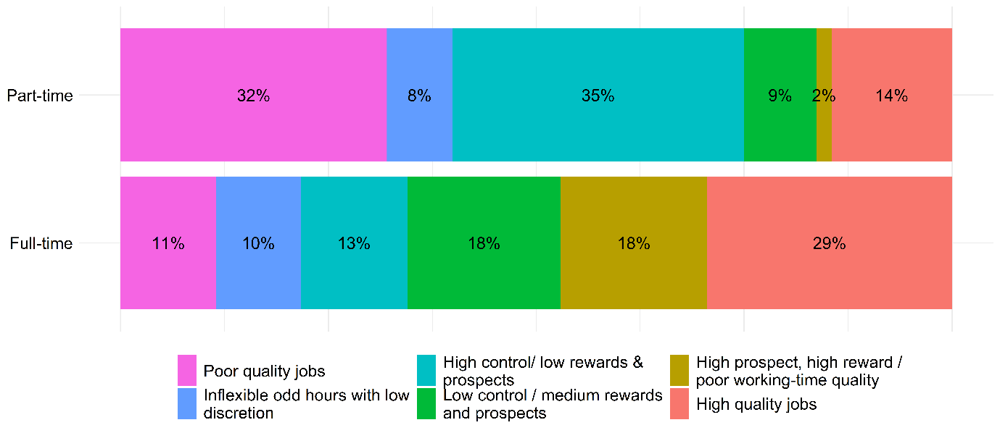 Part-time
32%
8%
35%
9%
2%
14%
Full-time
11%
10%
13%
18%
18%
29%
Poor quality jobs
Inflexible odd hours with low
discretion
High control/ low rewards &
prospects
Low control / medium rewards
and prospects
High prospect, high reward /
poor working-time quality
High quality jobs